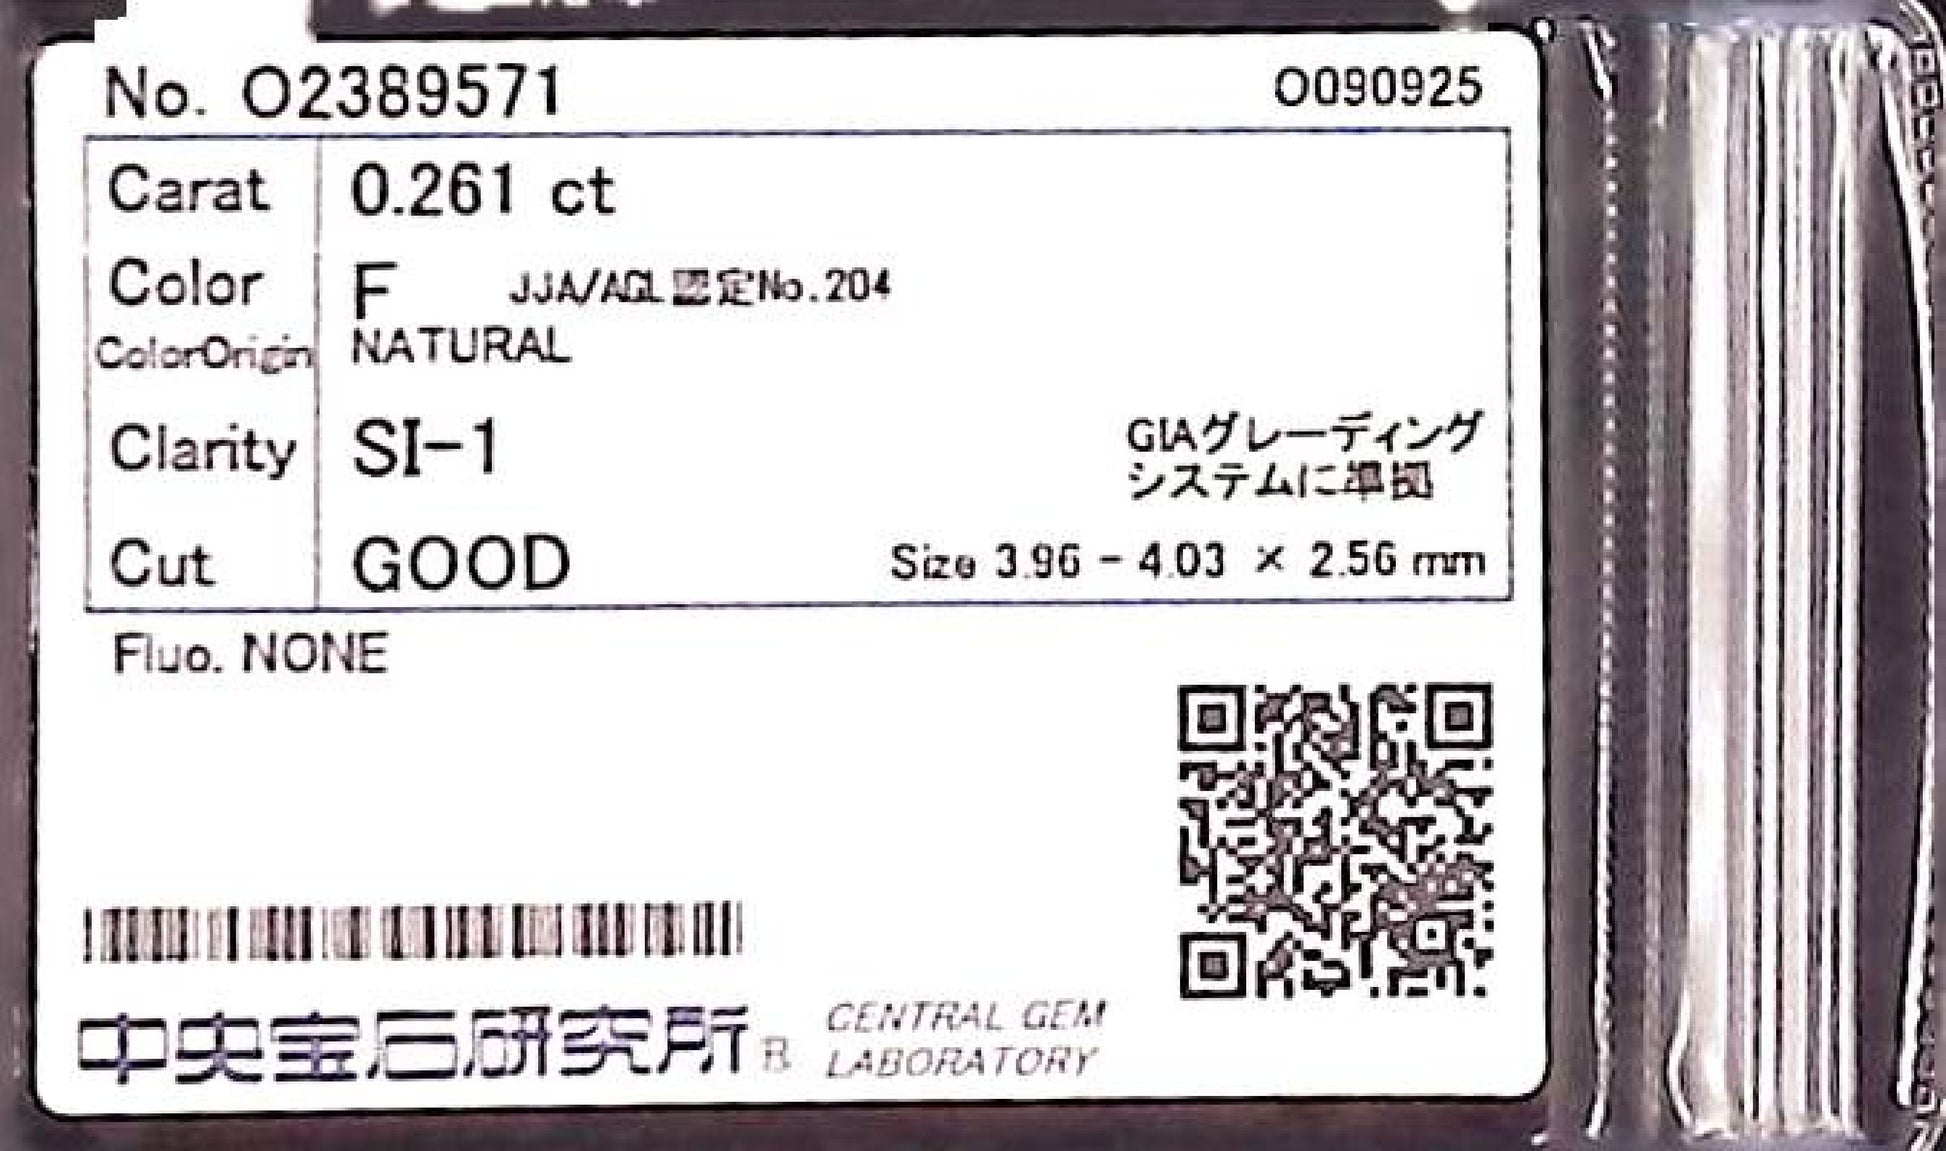 No. O2389571
O090925
Carat 0.261 ct
Color F JJA/AGL認定No.204
ColorOrigin NATURAL
Clarity SI-1
GIAグレーディング
システムに準拠
Cut GOOD Size 3.96 - 4.03 × 2.56 mm
Fluo. NONE
中央宝石研究所 B
CENTRAL GEM
LABORATORY